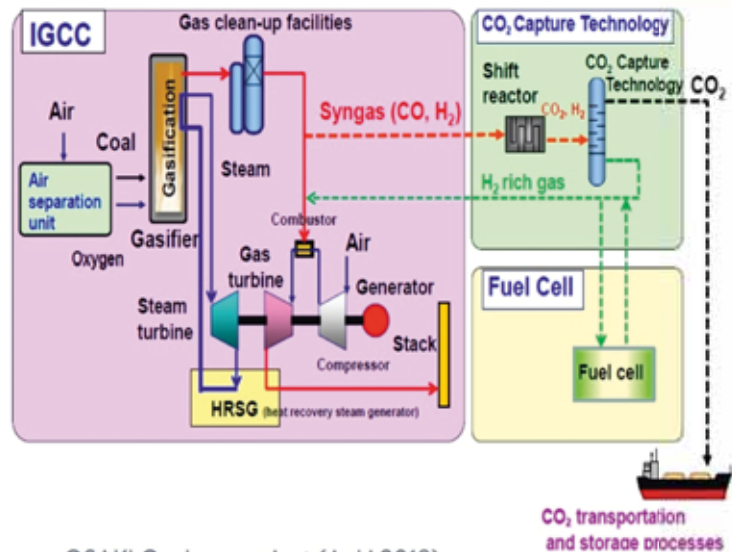 IGCC
Gas clean-up facilities
Air
Coal
Air
separation
unit
Oxygen
Gasification
Gasifier
Steam
Syngas (CO, H₂)
Combustor
Air
Gas
turbine
Generator
Steam
turbine
Compressor
Stack
HRSG (heat recovery steam generator)
CO₂ Capture Technology
Shift
reactor
CO₂, H₂
CO₂ Capture
Technology
CO₂
H₂ rich gas
Fuel Cell
Fuel cell
CO₂ transportation
and storage processes